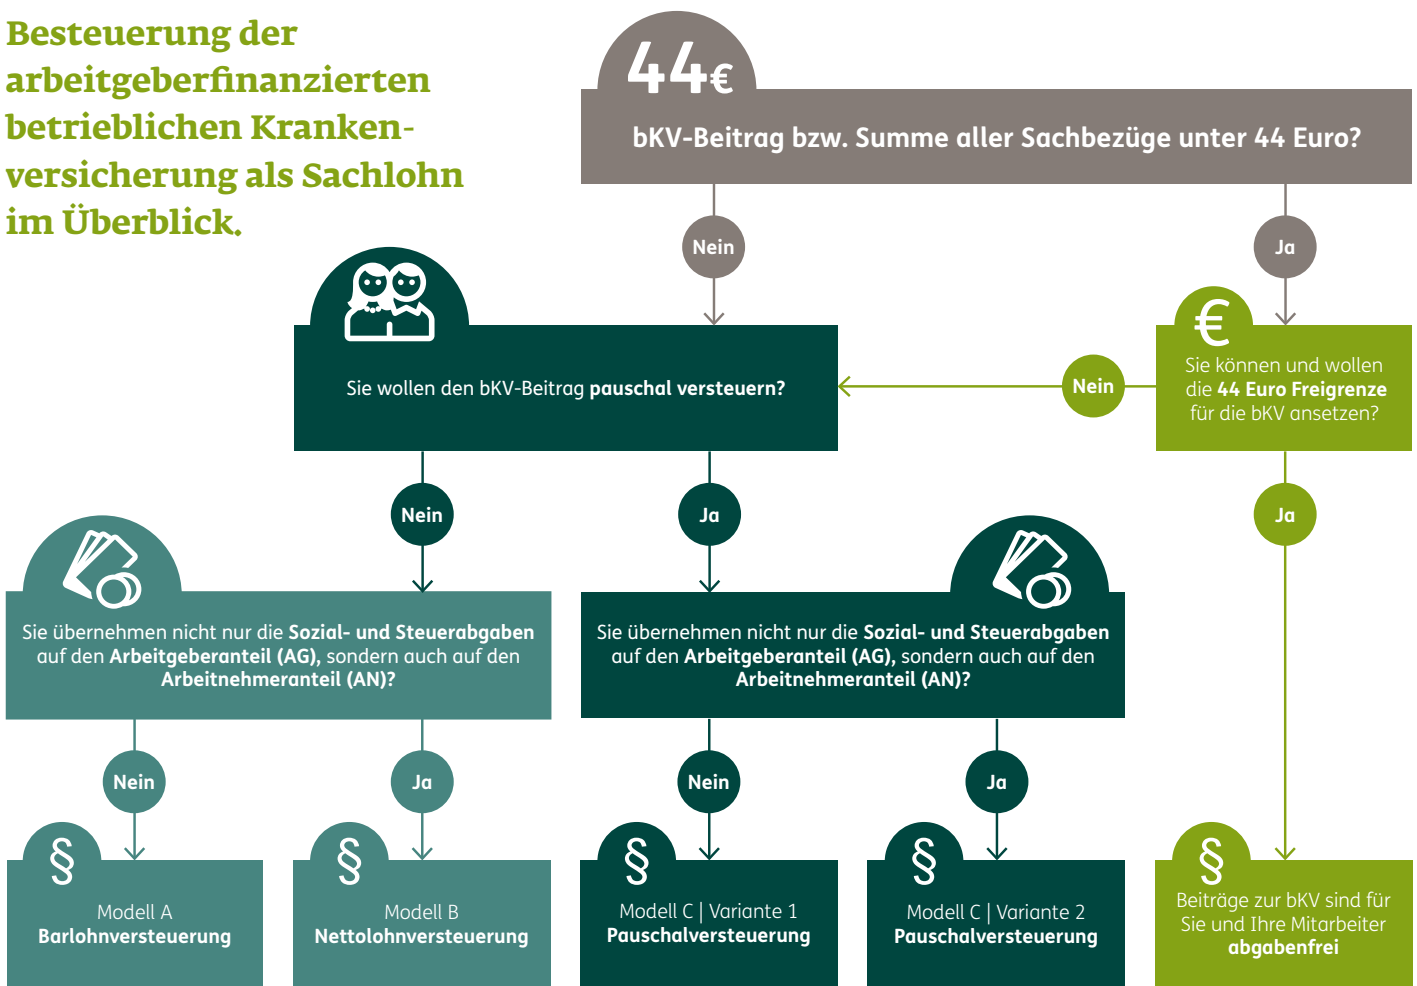 Besteuerung der
arbeitgeberfinanzierten
betrieblichen Kranken-
versicherung als Sachlohn
im Überblick.
44€
bKV-Beitrag bzw. Summe aller Sachbezüge unter 44 Euro?
Nein
Ja
Sie wollen den bKV-Beitrag pauschal versteuern?
Nein
€
Sie können und wollen
die 44 Euro Freigrenze
für die bKV ansetzen?
Nein
Ja
Ja
Sie übernehmen nicht nur die Sozial- und Steuerabgaben
auf den Arbeitgeberanteil (AG), sondern auch auf den
Arbeitnehmeranteil (AN)?
Sie übernehmen nicht nur die Sozial- und Steuerabgaben
auf den Arbeitgeberanteil (AG), sondern auch auf den
Arbeitnehmeranteil (AN)?
Nein
Ja
Nein
Ja
§
Modell A
Barlohnversteuerung
§
Modell B
Nettolohnversteuerung
§
Modell C | Variante 1
Pauschalversteuerung
§
Modell C | Variante 2
Pauschalversteuerung
§
Beiträge zur bKV sind für
Sie und Ihre Mitarbeiter
abgabenfrei